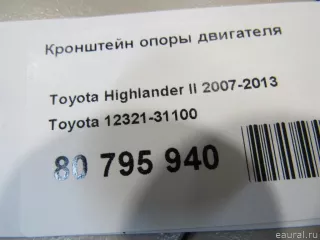 Кронштейн опоры двигателя
Toyota Highlander II 2007-2013
Toyota 12321-31100
80 795 940
eaural.ru